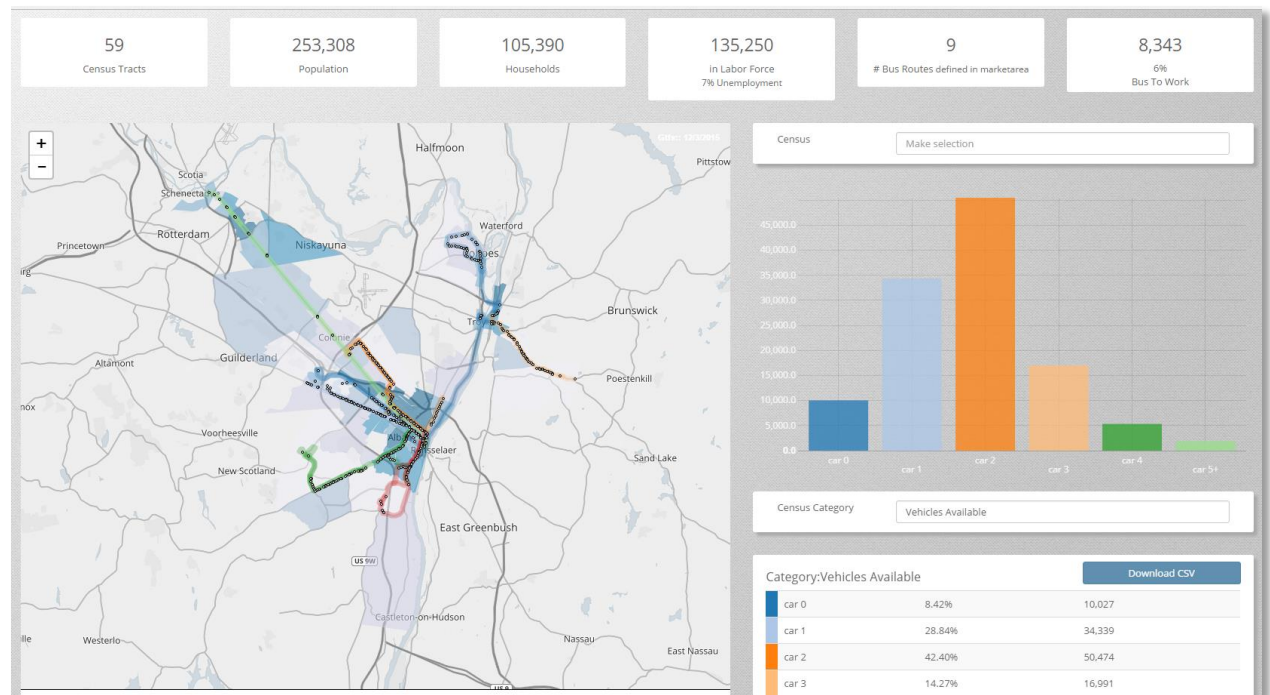 59
Census Tracts
253,308
Population
105,390
Households
135,250
in Labor Force
7% Unemployment
9
# Bus Routes defined in marketarea
8,343
6%
Bus To Work
+
−
Halfmoon
Pittstow
Scotia
Schenecta
Rotterdam
Waterford
Niskayuna
Princetown
Brunswick
Colonie
Guilderland
Altamont
Poestenkill
nox
Voorheesville
New Scotland
Sand Lake
East Greenbush
US 9W
Castleton-on-Hudson
Westerlo
Nassau
East Nassau
US 9
Census
Make selection
45,000.0
40,000.0
35,000.0
30,000.0
25,000.0
20,000.0
15,000.0
10,000.0
5,000.0
0.0
car 0
car 1
car 2
car 3
car 4
car 5+
Census Category
Vehicles Available
Category:Vehicles Available
Download CSV
car 0 8.42% 10,027
car 1 28.84% 34,339
car 2 42.40% 50,474
car 3 14.27% 16,991